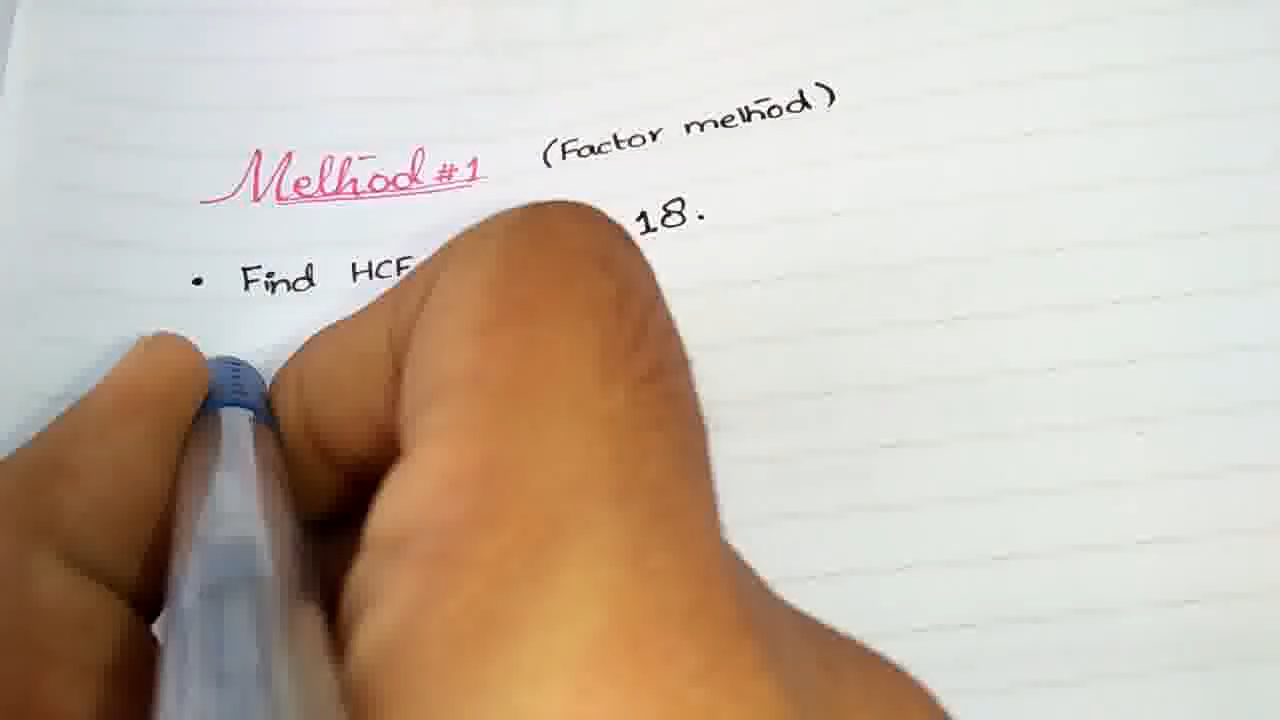 Method #1 (Factor method)
• Find HCF 18.